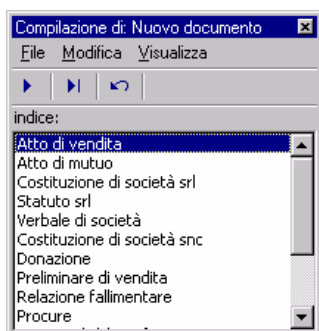 Compilazione di: Nuovo documento
File Modifica Visualizza
indice:
Atto di vendita
Atto di mutuo
Costituzione di società srl
Statuto srl
Verbale di società
Costituzione di società snc
Donazione
Preliminare di vendita
Relazione fallimentare
Procure